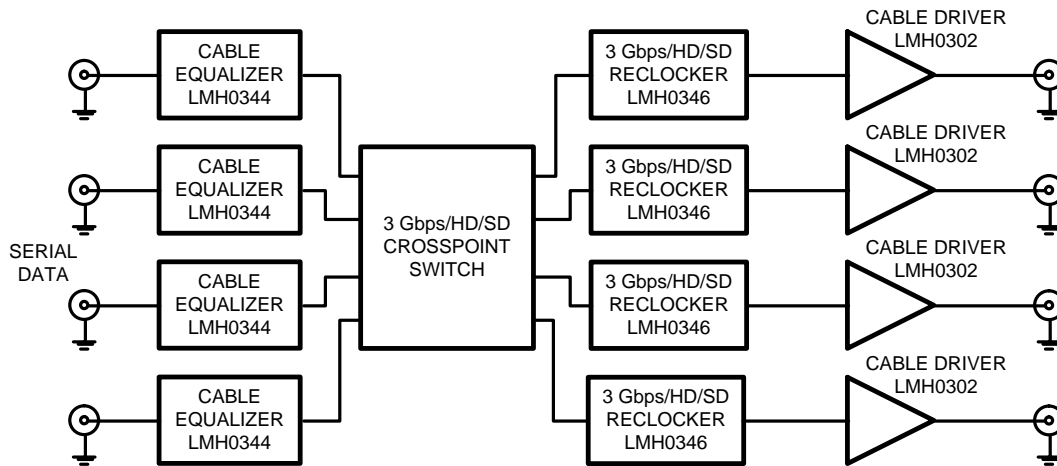 CABLE
EQUALIZER
LMH0344
3 Gbps/HD/SD
RECLOCKER
LMH0346
CABLE DRIVER
LMH0302
CABLE
EQUALIZER
LMH0344
3 Gbps/HD/SD
RECLOCKER
LMH0346
CABLE DRIVER
LMH0302
SERIAL
DATA
3 Gbps/HD/SD
CROSSPOINT
SWITCH
CABLE
EQUALIZER
LMH0344
3 Gbps/HD/SD
RECLOCKER
LMH0346
CABLE DRIVER
LMH0302
CABLE
EQUALIZER
LMH0344
3 Gbps/HD/SD
RECLOCKER
LMH0346
CABLE DRIVER
LMH0302